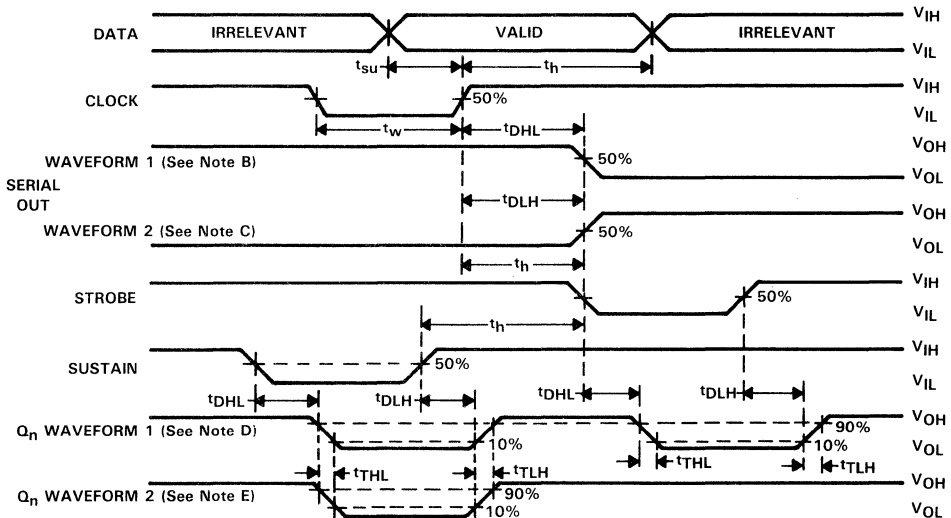 DATA IRRELEVANT VALID IRRELEVANT VIH
VIL
tsu th
CLOCK 50% VIH
VIL
tw tDHL
WAVEFORM 1 (See Note B) 50% VOH
VOL
SERIAL
OUT
tDLH
WAVEFORM 2 (See Note C) 50% VOH
VOL
th
STROBE 50% VIH
VIL
th
SUSTAIN 50% VIH
VIL
tDHL tDLH tDHL tDLH
Qn WAVEFORM 1 (See Note D) 10% 90% 10% VOH
VOL
tTHL tTLH tTHL tTLH
Qn WAVEFORM 2 (See Note E) 90% 10% VOH
VOL